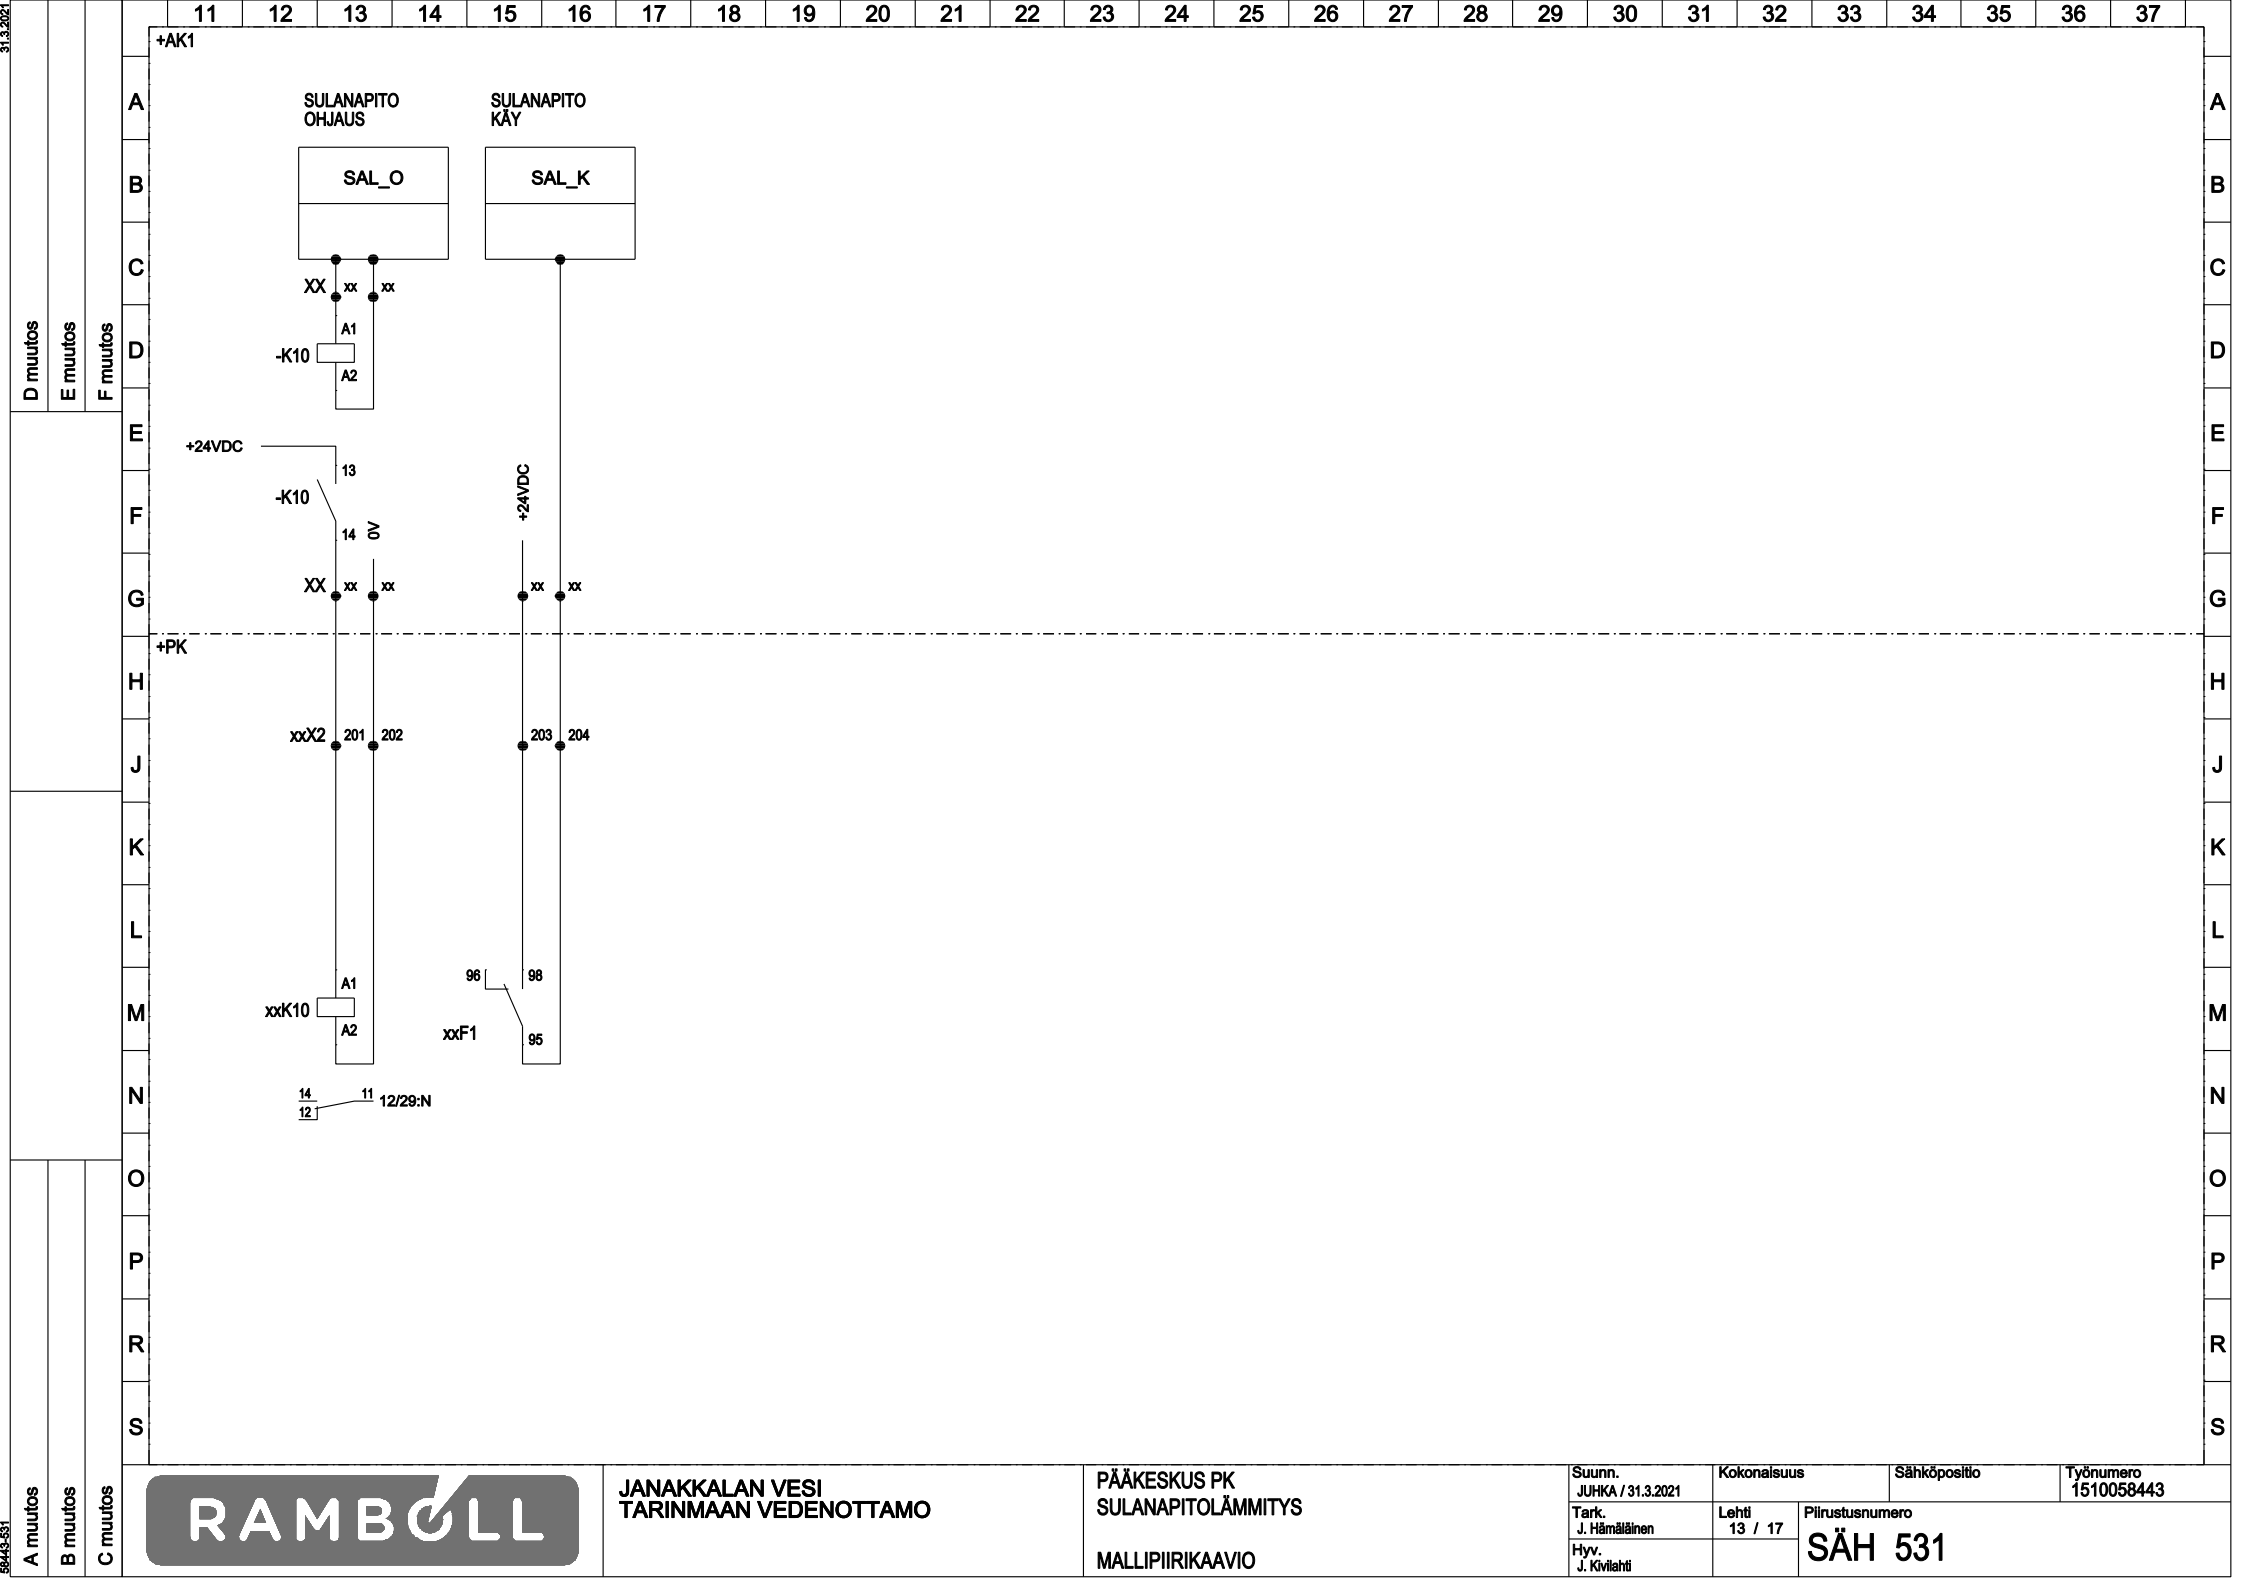 31.3.2021
11 12 13 14 15 16 17 18 19 20 21 22 23 24 25 26 27 28 29 30 31 32 33 34 35 36 37
+AK1
A A
SULANAPITO
OHJAUS
SULANAPITO
KÄY
B B
SAL_O
SAL_K
C C
XX xx xx
D muutos
E muutos
F muutos
D D
A1
-K10
A2
E E
+24VDC
13
-K10
14
0V
+24VDC
F F
XX xx xx xx xx
G G
+PK
H H
xxX2 201 202 203 204
J J
K K
L L
96 98
A1
xxK10
A2
xxF1
95
M M
N N
14 11 12/29:N
12
O O
P P
R R
S S
A muutos
B muutos
C muutos
58443-531
RAMBOLL
JANAKKALAN VESI
TARINMAAN VEDENOTTAMO
PÄÄKESKUS PK
SULANAPITOLÄMMITYS
MALLIPIIRIKAAVIO
Suunn.
JUHKA / 31.3.2021
Tark.
J. Hämäläinen
Hyv.
J. Kivilahti
Kokonaisuus
Sähköpositio
Työnumero
1510058443
Lehti
13 / 17
Piirustusnumero
SÄH 531